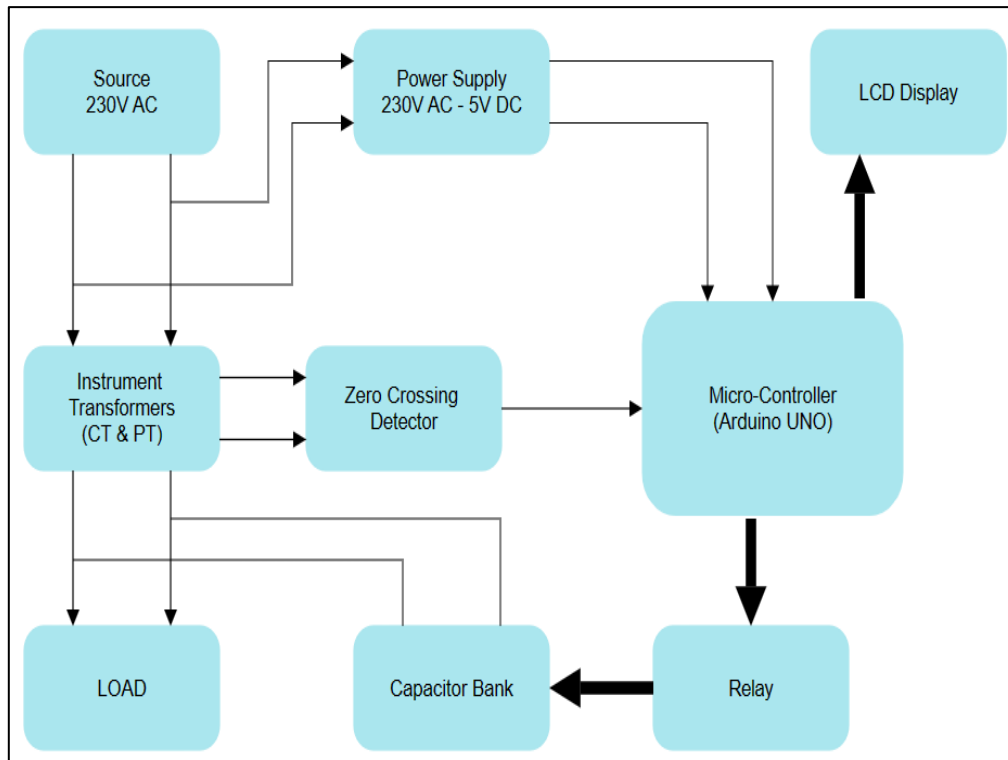 Source
230V AC
Power Supply
230V AC - 5V DC
LCD Display
Instrument
Transformers
(CT & PT)
Zero Crossing
Detector
Micro-Controller
(Arduino UNO)
LOAD
Capacitor Bank
Relay